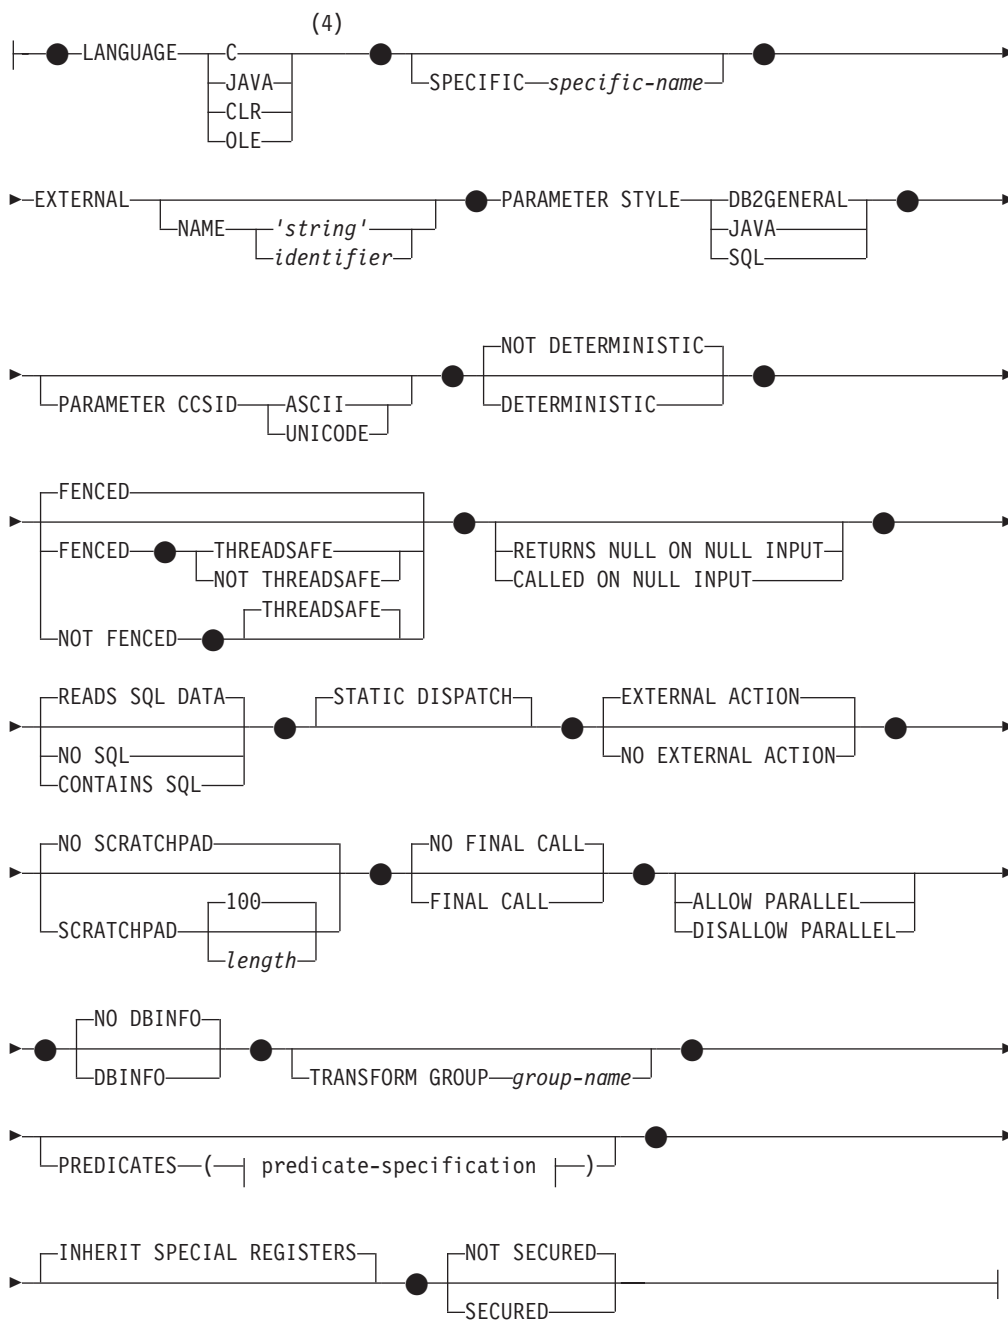 (4)
LANGUAGE C SPECIFIC specific-name
JAVA
CLR
OLE
EXTERNAL NAME 'string' PARAMETER STYLE DB2GENERAL
identifier JAVA
SQL
NOT DETERMINISTIC
PARAMETER CCSID ASCII DETERMINISTIC
UNICODE
FENCED
FENCED THREADSAFE RETURNS NULL ON NULL INPUT
NOT THREADSAFE CALLED ON NULL INPUT
THREADSAFE
NOT FENCED
READS SQL DATA STATIC DISPATCH EXTERNAL ACTION
NO SQL NO EXTERNAL ACTION
CONTAINS SQL
NO SCRATCHPAD NO FINAL CALL
100 FINAL CALL ALLOW PARALLEL
SCRATCHPAD DISALLOW PARALLEL
length
NO DBINFO
DBINFO TRANSFORM GROUP group-name
PREDICATES ( predicate-specification )
INHERIT SPECIAL REGISTERS NOT SECURED
SECURED